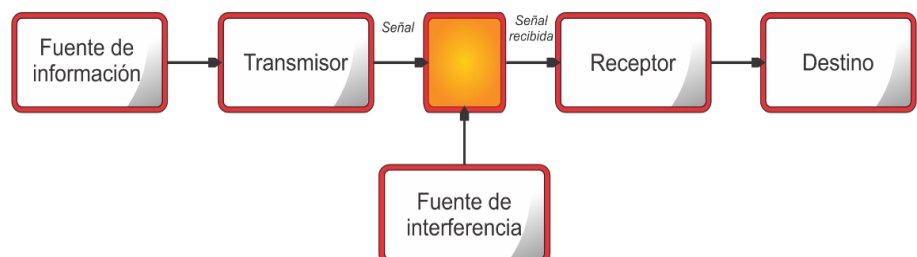 Fuente de
información
Transmisor
Señal
Señal
recibida
Receptor
Destino
Fuente de
interferencia